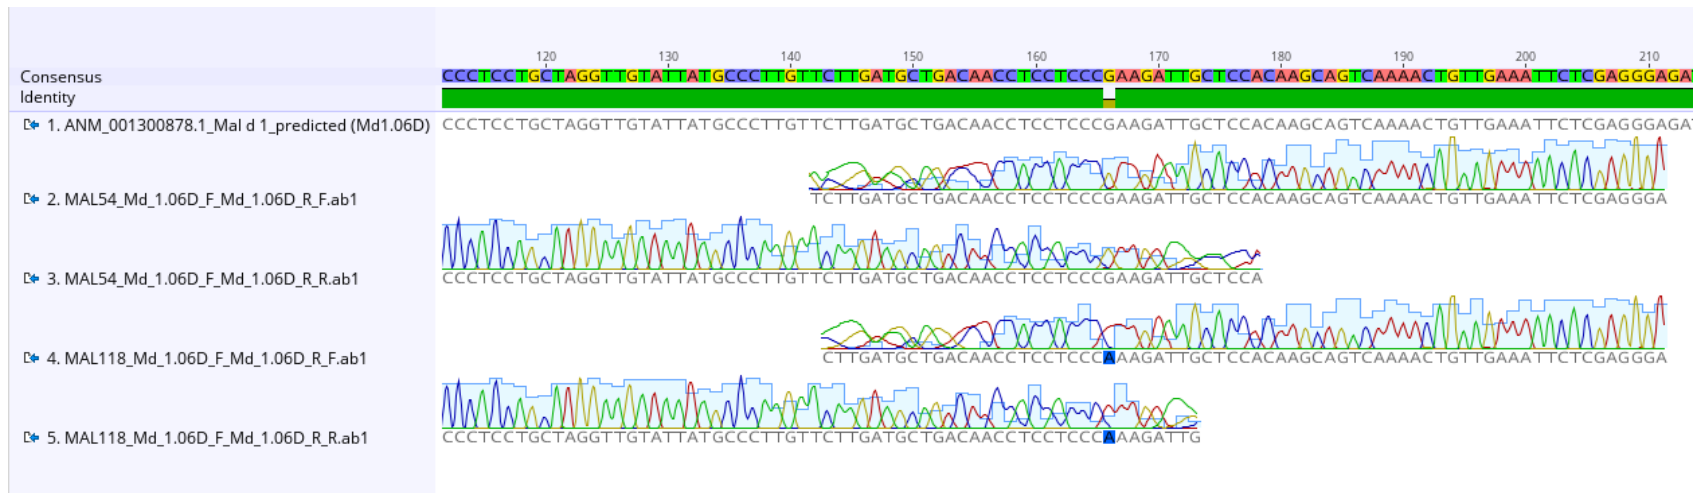 120 130 140 150 160 170 180 190 200 210
Consensus CCCTCCTGCTAGGTTGTATTATGCCCTTGTTCTTGATGCTGACAACCTCCTCCCGAAGATTGCTCCACAAGCAGTCAAAACTGTTGAAATTCTCGAGGGAGAT
Identity
1. ANM_001300878.1_Mal d 1_predicted (Md1.06D) CCCTCCTGCTAGGTTGTATTATGCCCTTGTTCTTGATGCTGACAACCTCCTCCCGAAGATTGCTCCACAAGCAGTCAAAACTGTTGAAATTCTCGAGGGAGAT
2. MAL54_Md_1.06D_F_Md_1.06D_R_F.ab1 TCTTGATGCTGACAACCTCCTCCCGAAGATTGCTCCACAAGCAGTCAAAACTGTTGAAATTCTCGAGGGA
3. MAL54_Md_1.06D_F_Md_1.06D_R_R.ab1 CCCTCCTGCTAGGTTGTATTATGCCCTTGTTCTTGATGCTGACAACCTCCTCCCGAAGATTGCTCCA
4. MAL118_Md_1.06D_F_Md_1.06D_R_F.ab1 CTTGATGCTGACAACCTCCTCCCAAAGATTGCTCCACAAGCAGTCAAAACTGTTGAAATTCTCGAGGGA
5. MAL118_Md_1.06D_F_Md_1.06D_R_R.ab1 CCCTCCTGCTAGGTTGTATTATGCCCTTGTTCTTGATGCTGACAACCTCCTCCCAAAGATTG